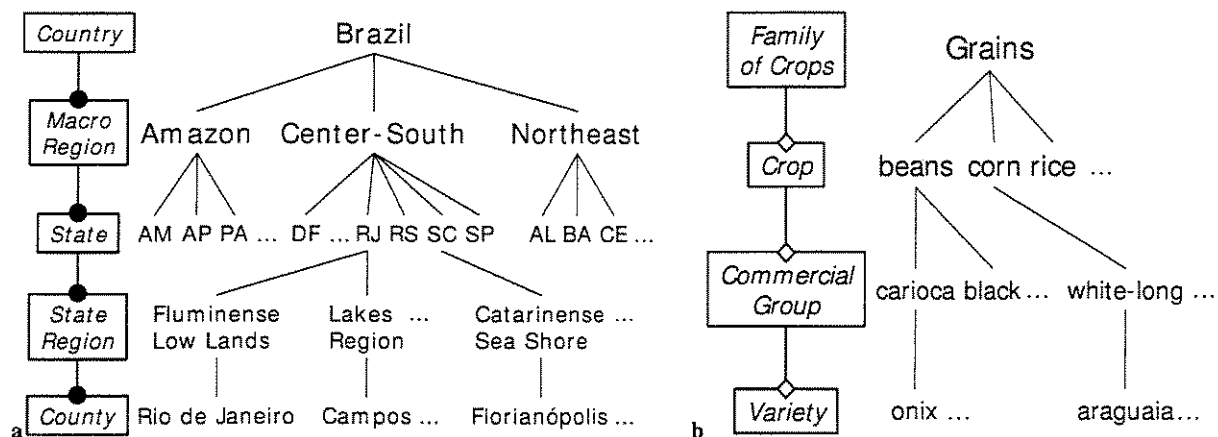 Country
Brazil
Macro
Region
Amazon Center-South Northeast
State
AM AP PA ... DF ... RJ RS SC SP AL BA CE ...
State
Region
Fluminense
Low Lands
Lakes ...
Region
Catarinense ...
Sea Shore
County
Rio de Janeiro Campos ... Florianópolis ...
a
Family
of Crops
Grains
Crop
beans corn rice ...
Commercial
Group
carioca black ... white-long ...
Variety
onix ... araguaia ...
b